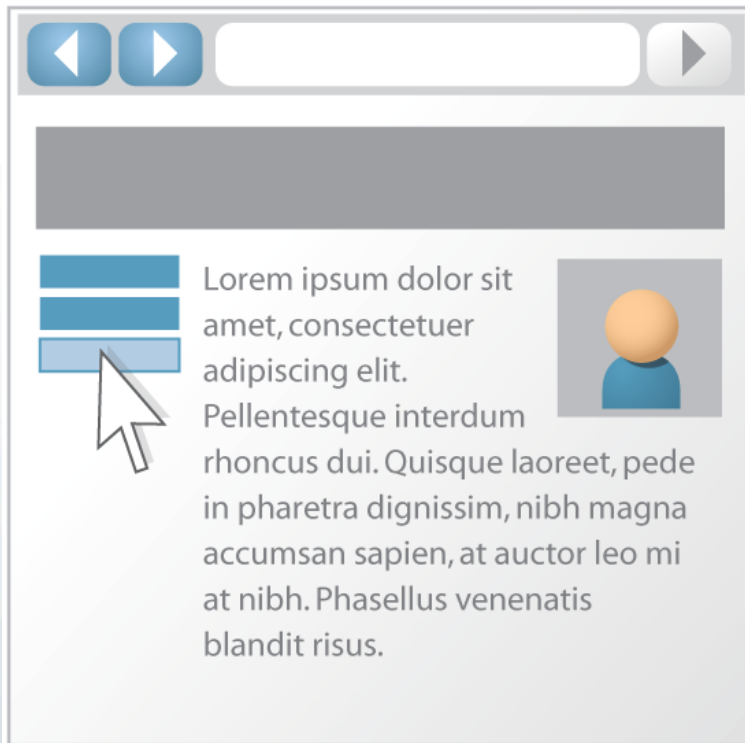 Lorem ipsum dolor sit
amet, consectetuer
adipiscing elit.
Pellentesque interdum
rhoncus dui. Quisque laoreet, pede
in pharetra dignissim, nibh magna
accumsan sapien, at auctor leo mi
at nibh. Phasellus venenatis
blandit risus.